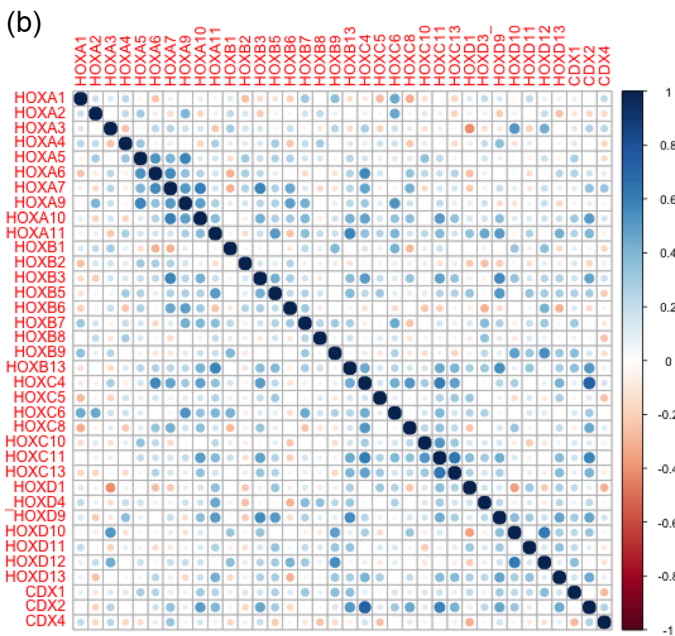 (b)
HOXA1
HOXA2
HOXA3
HOXA4
HOXA5
HOXA6
HOXA7
HOXA9
HOXA10
HOXA11
HOXB1
HOXB2
HOXB3
HOXB5
HOXB6
HOXB7
HOXB8
HOXB9
HOXB13
HOXC4
HOXC5
HOXC6
HOXC8
HOXC10
HOXC11
HOXC13
HOXD1
HOXD3_
HOXD9
HOXD10
HOXD11
HOXD12
HOXD13
CDX1
CDX2
CDX4
HOXA1
HOXA2
HOXA3
HOXA4
HOXA5
HOXA6
HOXA7
HOXA9
HOXA10
HOXA11
HOXB1
HOXB2
HOXB3
HOXB5
HOXB6
HOXB7
HOXB8
HOXB9
HOXB13
HOXC4
HOXC5
HOXC6
HOXC8
HOXC10
HOXC11
HOXC13
HOXD1
_HOXD4
HOXD9
HOXD10
HOXD11
HOXD12
HOXD13
CDX1
CDX2
CDX4
1
0.8
0.6
0.4
0.2
0
-0.2
-0.4
-0.6
-0.8
-1